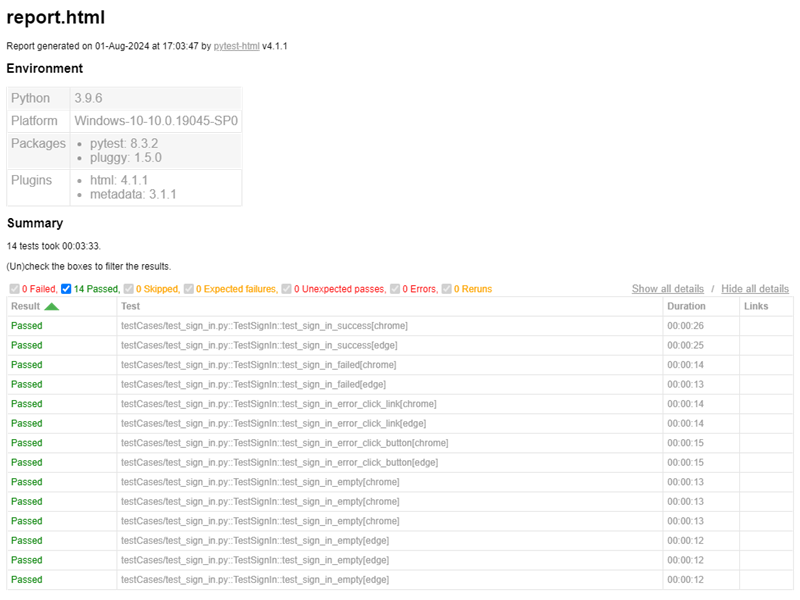 report.html
Report generated on 01-Aug-2024 at 17:03:47 by pytest-html v4.1.1
Environment
Python 3.9.6
Platform Windows-10-10.0.19045-SP0
Packages
pytest: 8.3.2
pluggy: 1.5.0
Plugins
html: 4.1.1
metadata: 3.1.1
Summary
14 tests took 00:03:33.
(Un)check the boxes to filter the results.
0 Failed, 14 Passed, 0 Skipped, 0 Expected failures, 0 Unexpected passes, 0 Errors, 0 Reruns Show all details / Hide all details
Result Test Duration Links
Passed testCases/test_sign_in.py::TestSignIn::test_sign_in_success[chrome] 00:00:26
Passed testCases/test_sign_in.py::TestSignIn::test_sign_in_success[edge] 00:00:25
Passed testCases/test_sign_in.py::TestSignIn::test_sign_in_failed[chrome] 00:00:14
Passed testCases/test_sign_in.py::TestSignIn::test_sign_in_failed[edge] 00:00:13
Passed testCases/test_sign_in.py::TestSignIn::test_sign_in_error_click_link[chrome] 00:00:14
Passed testCases/test_sign_in.py::TestSignIn::test_sign_in_error_click_link[edge] 00:00:14
Passed testCases/test_sign_in.py::TestSignIn::test_sign_in_error_click_button[chrome] 00:00:15
Passed testCases/test_sign_in.py::TestSignIn::test_sign_in_error_click_button[edge] 00:00:15
Passed testCases/test_sign_in.py::TestSignIn::test_sign_in_empty[chrome] 00:00:13
Passed testCases/test_sign_in.py::TestSignIn::test_sign_in_empty[chrome] 00:00:13
Passed testCases/test_sign_in.py::TestSignIn::test_sign_in_empty[chrome] 00:00:13
Passed testCases/test_sign_in.py::TestSignIn::test_sign_in_empty[edge] 00:00:12
Passed testCases/test_sign_in.py::TestSignIn::test_sign_in_empty[edge] 00:00:12
Passed testCases/test_sign_in.py::TestSignIn::test_sign_in_empty[edge] 00:00:12